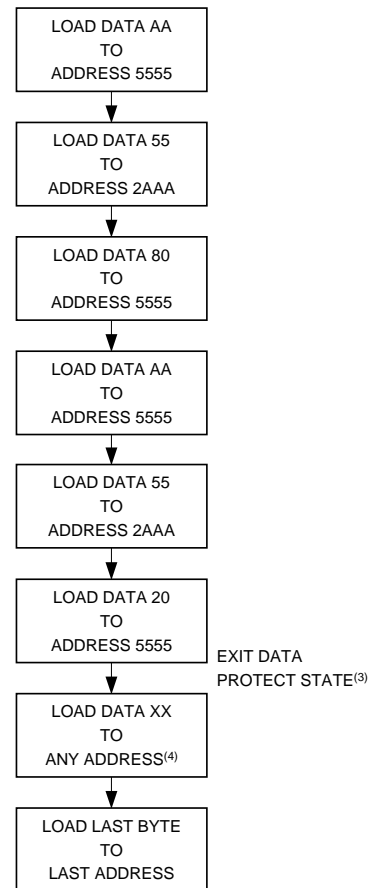 LOAD DATA AA
TO
ADDRESS 5555
LOAD DATA 55
TO
ADDRESS 2AAA
LOAD DATA 80
TO
ADDRESS 5555
LOAD DATA AA
TO
ADDRESS 5555
LOAD DATA 55
TO
ADDRESS 2AAA
LOAD DATA 20
TO
ADDRESS 5555
EXIT DATA
PROTECT STATE(3)
LOAD DATA XX
TO
ANY ADDRESS(4)
LOAD LAST BYTE
TO
LAST ADDRESS